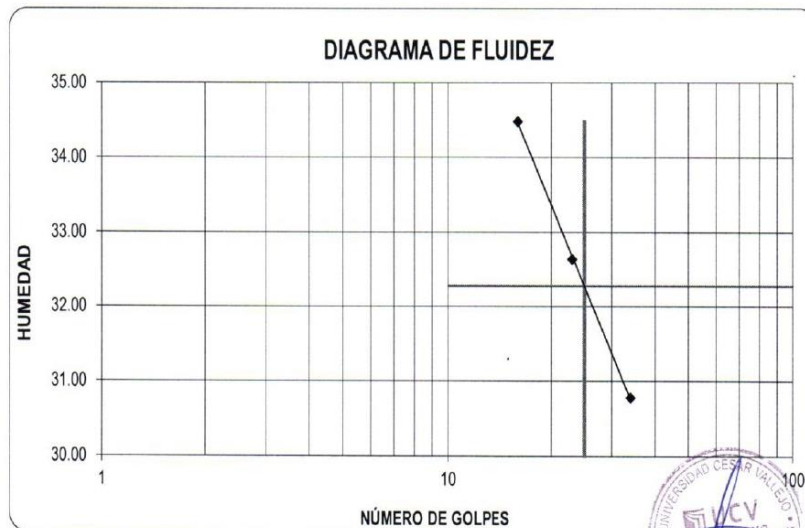 DIAGRAMA DE FLUIDEZ
35.00
34.00
33.00
32.00
31.00
30.00
HUMEDAD
1
10
100
NÚMERO DE GOLPES
UNIVERSIDAD CESAR VALLEJO
UCV